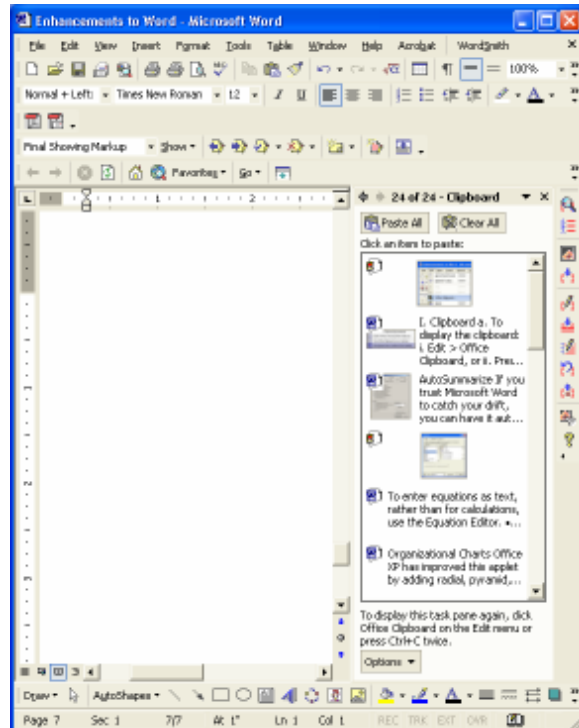 Enhancements to Word - Microsoft Word
File Edit View Insert Format Tools Table Window Help Acrobat WordSmith
100%
Normal + Left: Times New Roman 12 I U A
Final Showing Markup Show
Favorites Go
1 2
24 of 24 - Clipboard
Paste All Clear All
Click an item to paste:
I. Clipboard a. To
display the clipboard:
i. Edit > Office
Clipboard, or ii. Pres...
AutoSummarize If you
trust Microsoft Word
to catch your drift,
you can have it aut...
To enter equations as text,
rather than for calculations,
use the Equation Editor. •...
Organizational Charts Office
XP has improved this applet
by adding radial, pyramid,...
To display this task pane again, click
Office Clipboard on the Edit menu or
press Ctrl+C twice.
Options
Draw AutoShapes A
Page 7 Sec 1 7/7 At 1" Ln 1 Col 1 REC TRK EXT OVR